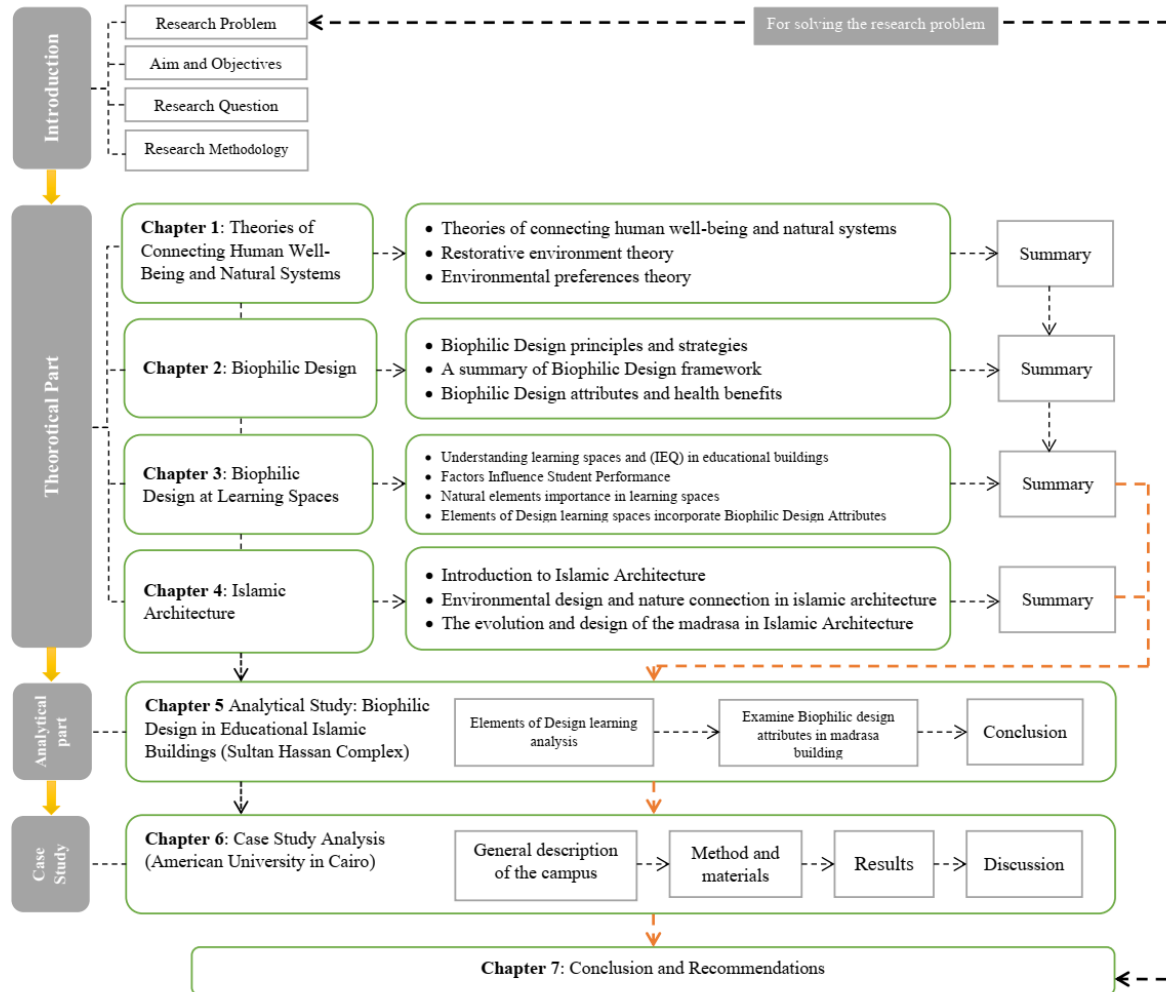 Introduction
Research Problem
Aim and Objectives
Research Question
Research Methodology
For solving the research problem
Theorotical Part
Chapter 1: Theories of
Connecting Human Well-
Being and Natural Systems
• Theories of connecting human well-being and natural systems
• Restorative environment theory
• Environmental preferences theory
Summary
Chapter 2: Biophilic Design
• Biophilic Design principles and strategies
• A summary of Biophilic Design framework
• Biophilic Design attributes and health benefits
Summary
Chapter 3: Biophilic
Design at Learning Spaces
• Understanding learning spaces and (IEQ) in educational buildings
• Factors Influence Student Performance
• Natural elements importance in learning spaces
• Elements of Design learning spaces incorporate Biophilic Design Attributes
Summary
Chapter 4: Islamic
Architecture
• Introduction to Islamic Architecture
• Environmental design and nature connection in islamic architecture
• The evolution and design of the madrasa in Islamic Architecture
Summary
Analytical
part
Chapter 5 Analytical Study: Biophilic
Design in Educational Islamic
Buildings (Sultan Hassan Complex)
Elements of Design learning
analysis
Examine Biophilic design
attributes in madrasa
building
Conclusion
Case
Study
Chapter 6: Case Study Analysis
(American University in Cairo)
General description
of the campus
Method and
materials
Results
Discussion
Chapter 7: Conclusion and Recommendations